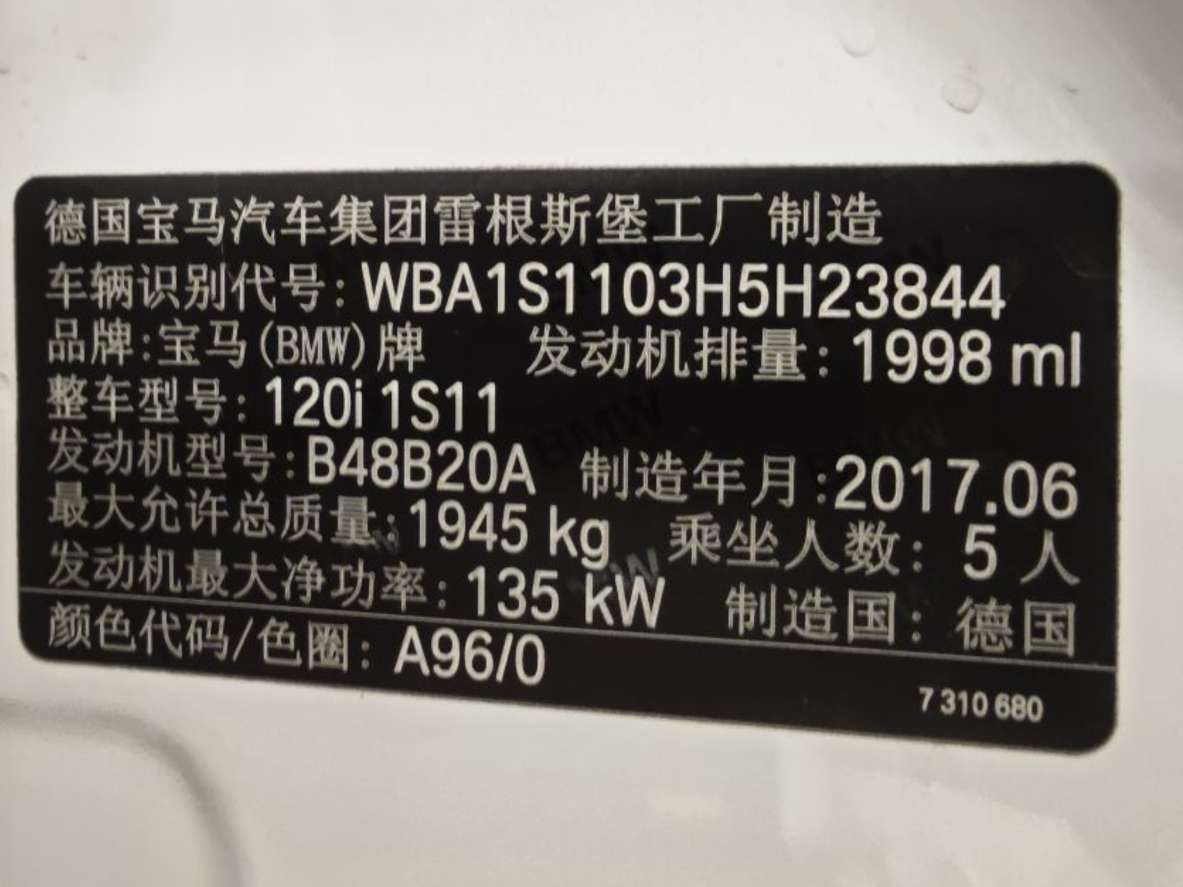 德国宝马汽车集团雷根斯堡工厂制造
车辆识别代号: WBA1S1103H5H23844
品牌:宝马(BMW)牌 发动机排量: 1998 ml
整车型号: 120i 1S11
发动机型号: B48B20A 制造年月:2017.06
最大允许总质量:1945 kg 乘坐人数: 5 人
发动机最大净功率: 135 kW 制造国: 德国
颜色代码/色圈: A96/0
7 310 680